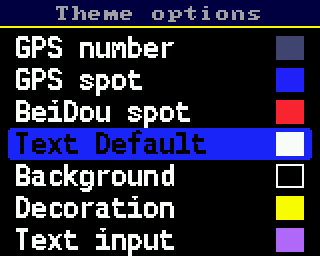 Theme options
GPS number
GPS spot
BeiDou spot
Text Default
Background
Decoration
Text input